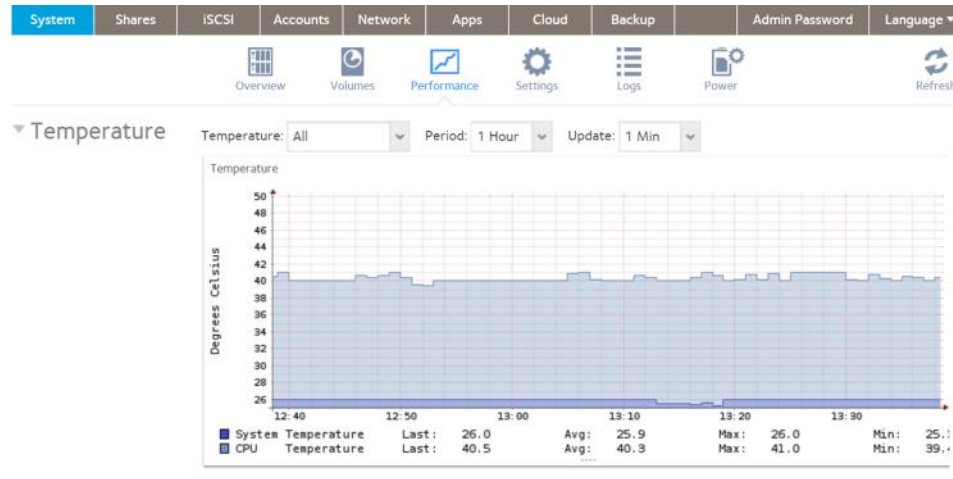 System Shares iSCSI Accounts Network Apps Cloud Backup Admin Password Language
Overview Volumes Performance Settings Logs Power Refresh
Temperature
Temperature: All Period: 1 Hour Update: 1 Min
Temperature
Degrees Celsius
50
48
46
44
42
40
38
36
34
32
30
28
26
12:40 12:50 13:00 13:10 13:20 13:30
System Temperature Last: 26.0 Avg: 25.9 Max: 26.0 Min: 25.
CPU Temperature Last: 40.5 Avg: 40.3 Max: 41.0 Min: 39.